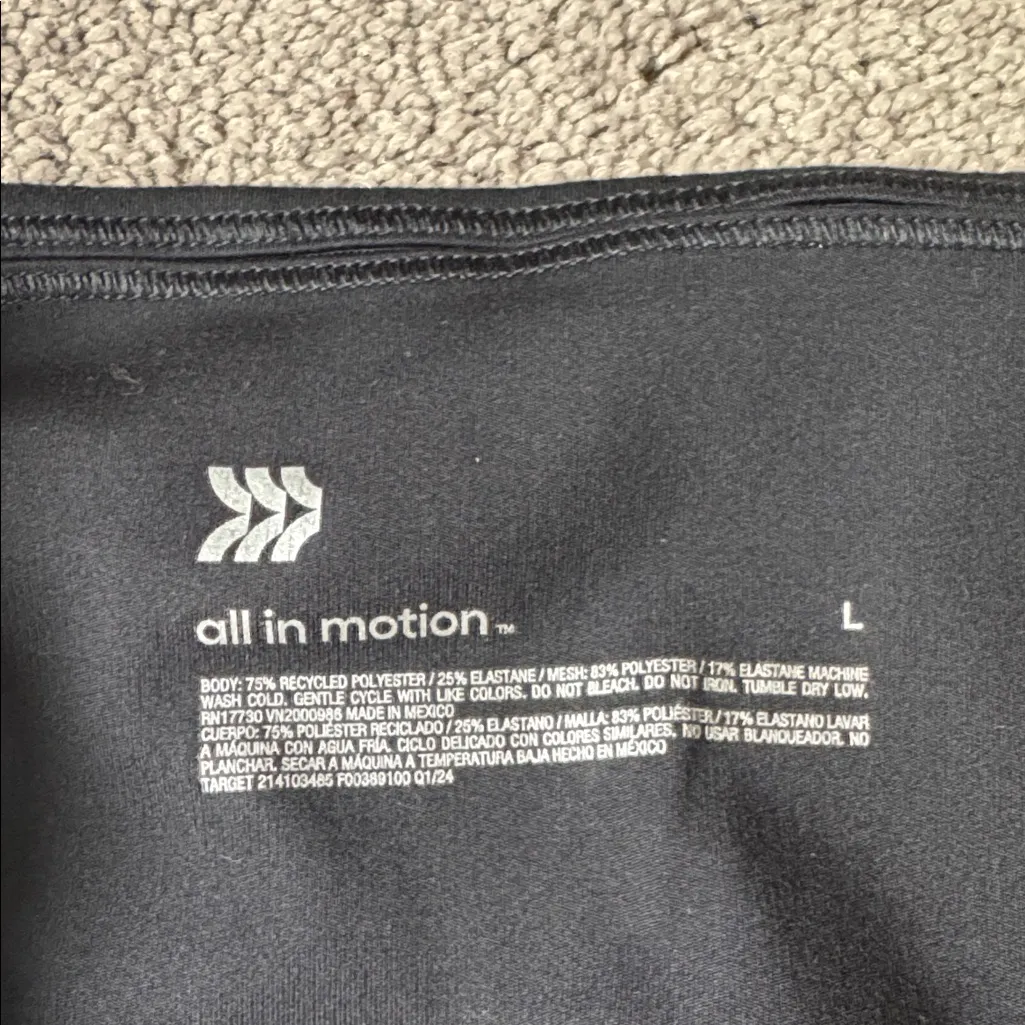 all in motion™
L
BODY: 75% RECYCLED POLYESTER / 25% ELASTANE / MESH: 83% POLYESTER / 17% ELASTANE MACHINE
WASH COLD, GENTLE CYCLE WITH LIKE COLORS. DO NOT BLEACH. DO NOT IRON. TUMBLE DRY LOW.
RN17730 VN2000986 MADE IN MEXICO
CUERPO: 75% POLIÉSTER RECICLADO / 25% ELASTANO / MALLA: 83% POLIÉSTER / 17% ELASTANO LAVAR
A MÁQUINA CON AGUA FRÍA, CICLO DELICADO CON COLORES SIMILARES. NO USAR BLANQUEADOR. NO
PLANCHAR. SECAR A MÁQUINA A TEMPERATURA BAJA HECHO EN MÉXICO
TARGET 214103485 F00389100 Q1/24